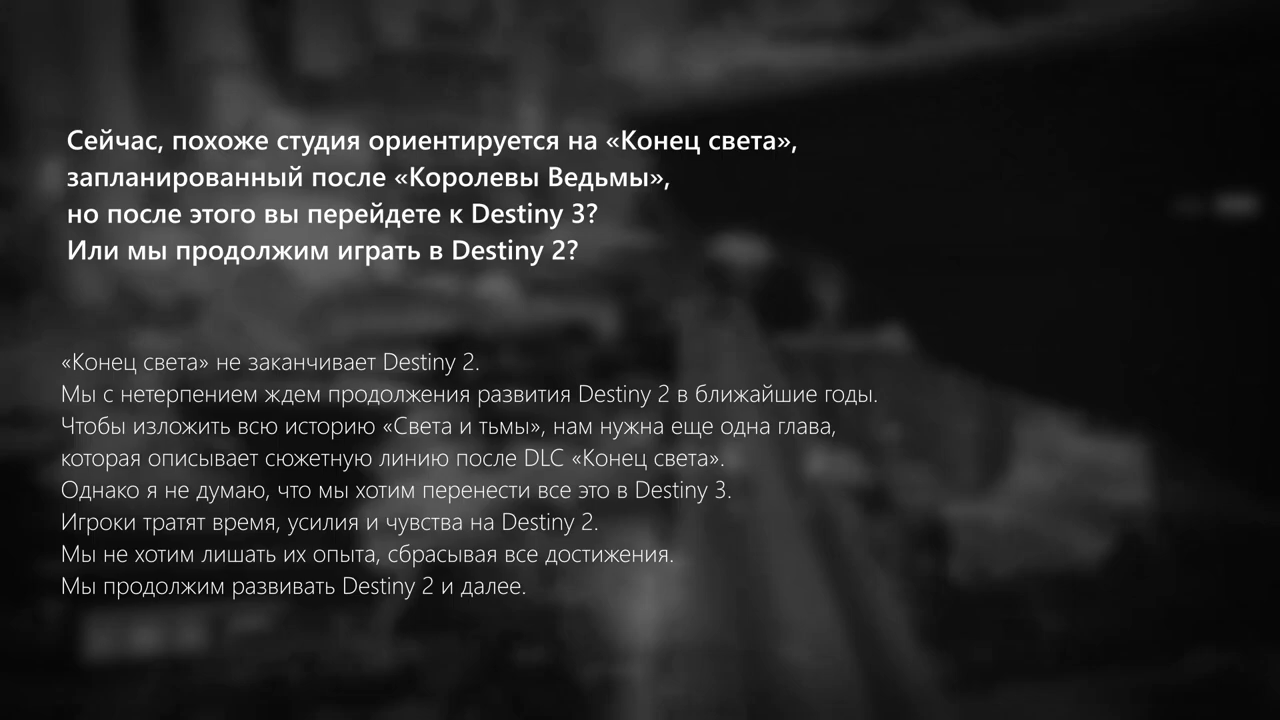 Сейчас, похоже студия ориентируется на «Конец света»,
запланированный после «Королевы Ведьмы»,
но после этого вы перейдете к Destiny 3?
Или мы продолжим играть в Destiny 2?
«Конец света» не заканчивает Destiny 2.
Мы с нетерпением ждем продолжения развития Destiny 2 в ближайшие годы.
Чтобы изложить всю историю «Света и тьмы», нам нужна еще одна глава,
которая описывает сюжетную линию после DLC «Конец света».
Однако я не думаю, что мы хотим перенести все это в Destiny 3.
Игроки тратят время, усилия и чувства на Destiny 2.
Мы не хотим лишать их опыта, сбрасывая все достижения.
Мы продолжим развивать Destiny 2 и далее.